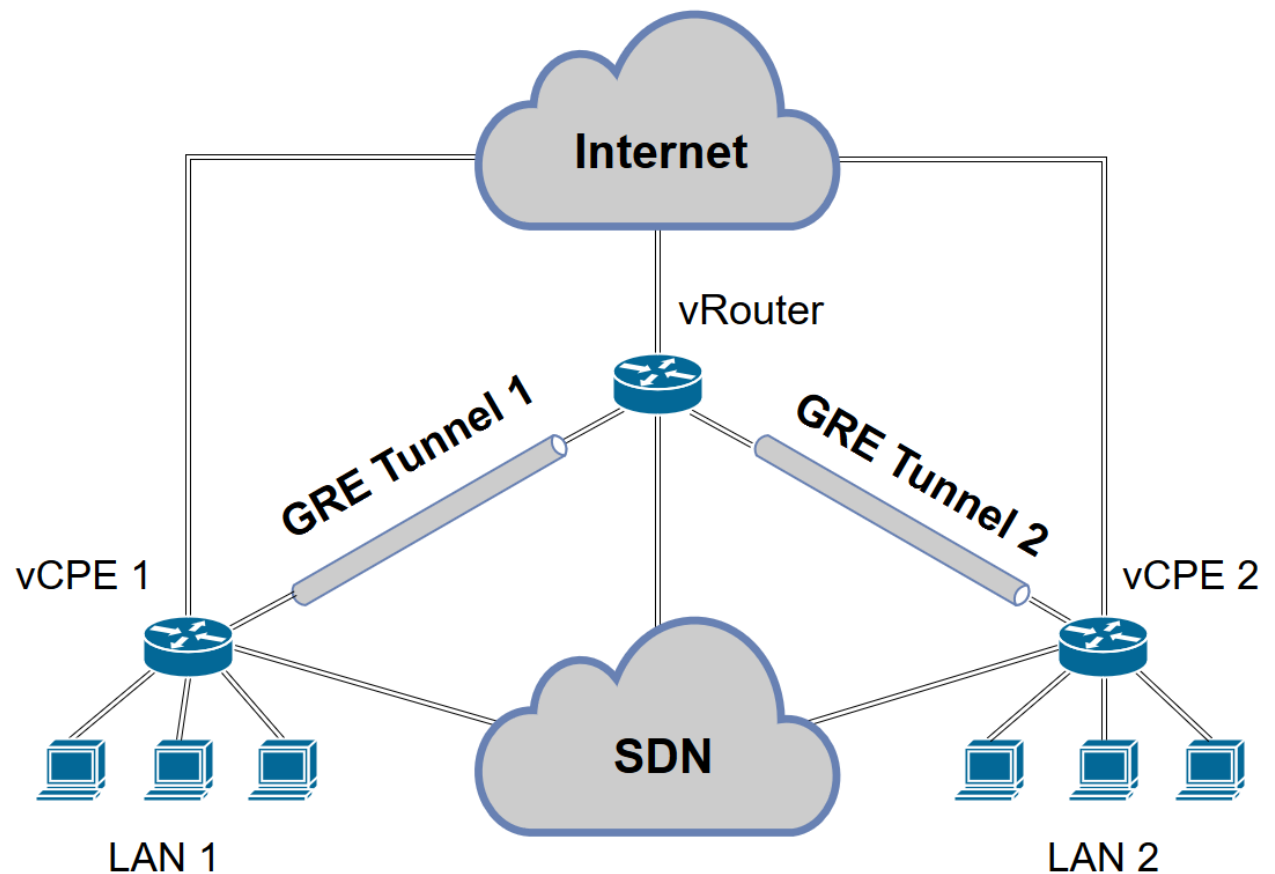 Internet
vRouter
GRE Tunnel 1
GRE Tunnel 2
vCPE 1
vCPE 2
SDN
LAN 1
LAN 2